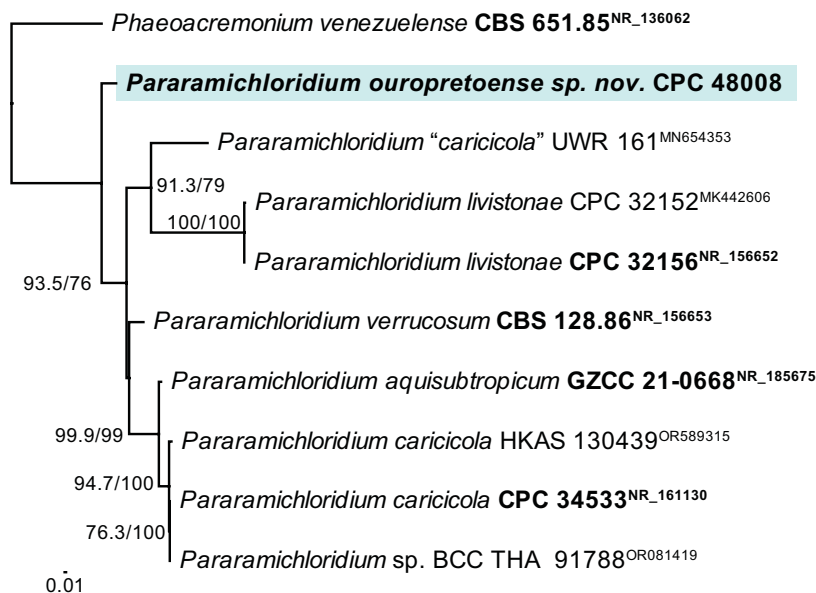 Phaeoacremonium venezuelense CBS 651.85NR_136062
Pararamichloridium ouropretoense sp. nov. CPC 48008
Pararamichloridium “caricicola” UWR 161MN654353
91.3/79
Pararamichloridium livistonae CPC 32152MK442606
100/100
Pararamichloridium livistonae CPC 32156NR_156652
93.5/76
Pararamichloridium verrucosum CBS 128.86NR_156653
Pararamichloridium aquisubtropicum GZCC 21-0668NR_185675
99.9/99
Pararamichloridium caricicola HKAS 130439OR589315
94.7/100
Pararamichloridium caricicola CPC 34533NR_161130
76.3/100
Pararamichloridium sp. BCC THA 91788OR081419
0.01